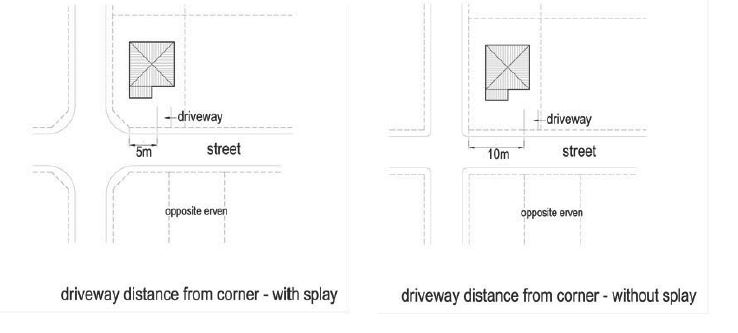 driveway
5m
street
opposite erven
driveway distance from corner - with splay
driveway
10m
street
opposite erven
driveway distance from corner - without splay